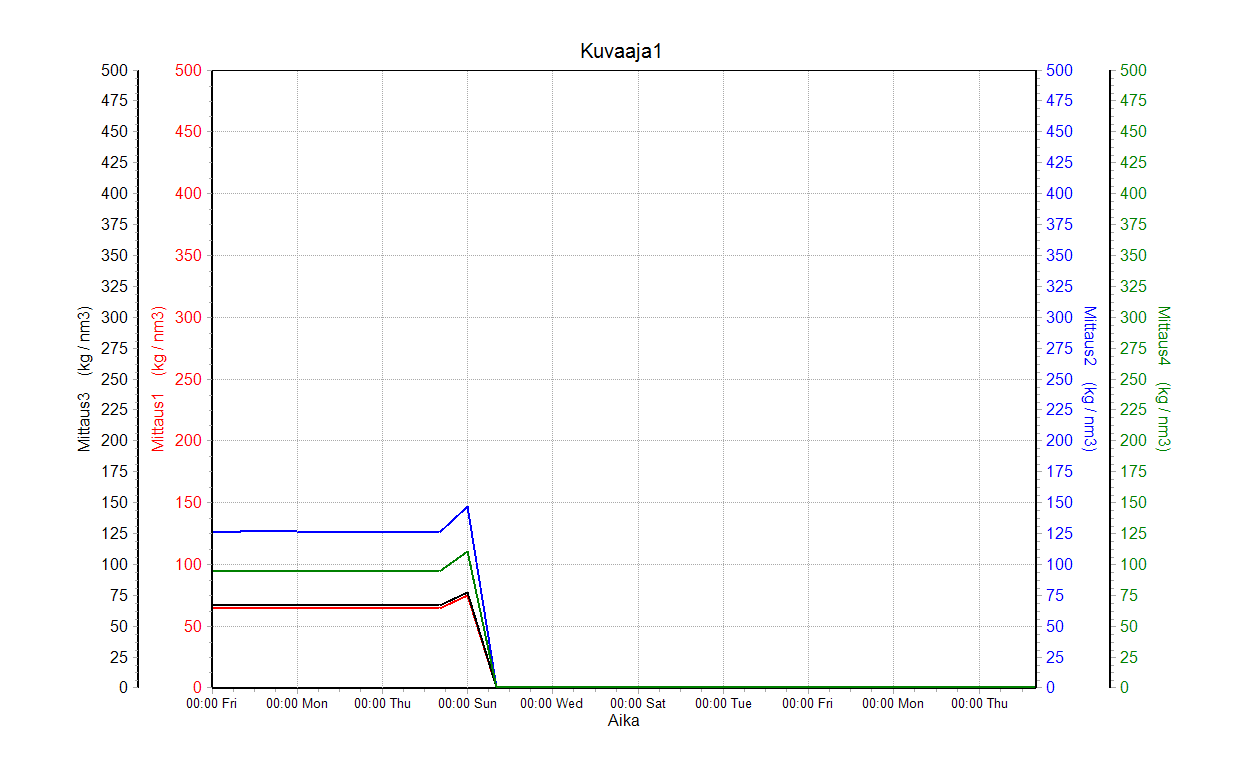 Kuvaaja1
500 500 500 500
475 475 475
450 450 450 450
425 425 425
400 400 400 400
375 375 375
350 350 350 350
325 325 325
300 300 300 300
275 275 275
250 250 250 250
225 225 225
200 200 200 200
175 175 175
150 150 150 150
125 125 125
100 100 100 100
75 75 75
50 50 50 50
25 25 25
0 0 0 0
Mittaus3 (kg / nm3)
Mittaus1 (kg / nm3)
Mittaus2 (kg / nm3)
Mittaus4 (kg / nm3)
00:00 Fri 00:00 Mon 00:00 Thu 00:00 Sun 00:00 Wed 00:00 Sat 00:00 Tue 00:00 Fri 00:00 Mon 00:00 Thu
Aika